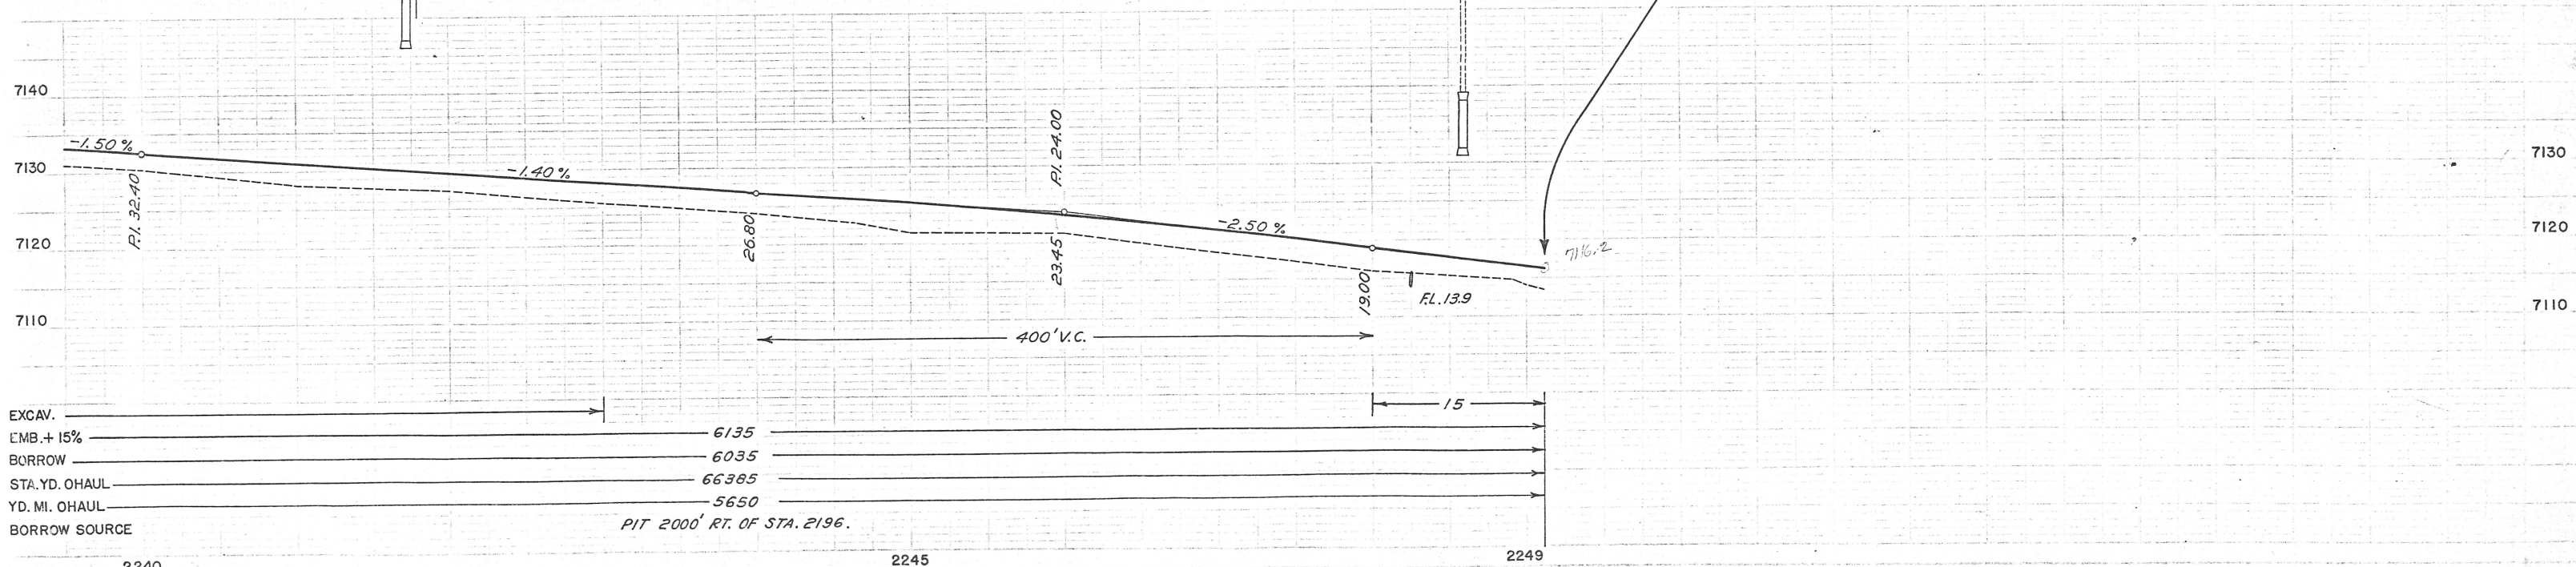 7140
P.I. 24.00
-1.50%
7130
7130
-1.40%
P.I. 32.40
26.80
-2.50%
7120
7120
23.45
7116.2
19.00
F.L. 13.9
7110
7110
400' V.C.
EXCAV. 15
EMB.+ 15% 6135
BORROW 6035
STA.YD. OHAUL 66385
YD. MI. OHAUL 5650
BORROW SOURCE PIT 2000' RT. OF STA. 2196.
2240 2245 2249